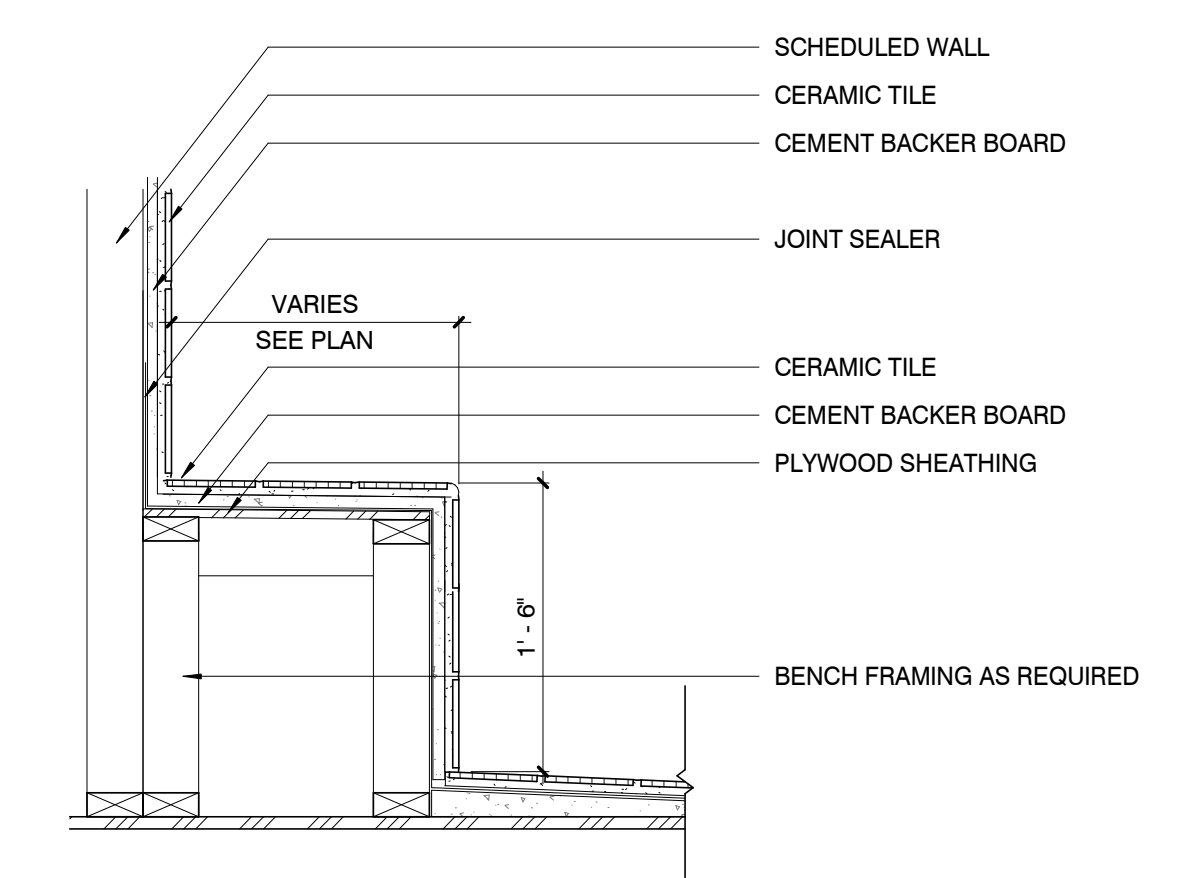 SCHEDULED WALL
CERAMIC TILE
CEMENT BACKER BOARD
JOINT SEALER
VARIES
SEE PLAN
CERAMIC TILE
CEMENT BACKER BOARD
PLYWOOD SHEATHING
1' - 6"
BENCH FRAMING AS REQUIRED